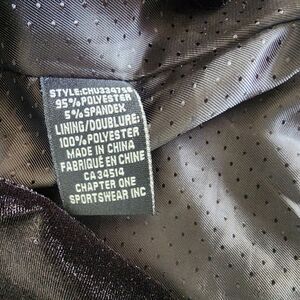 STYLE:CHU334754
95%POLYESTER
5%SPANDEX
LINING/DOUBLURE:
100%POLYESTER
MADE IN CHINA
FABRIQUÉ EN CHINE
CA 34514
CHAPTER ONE
SPORTSWEAR INC